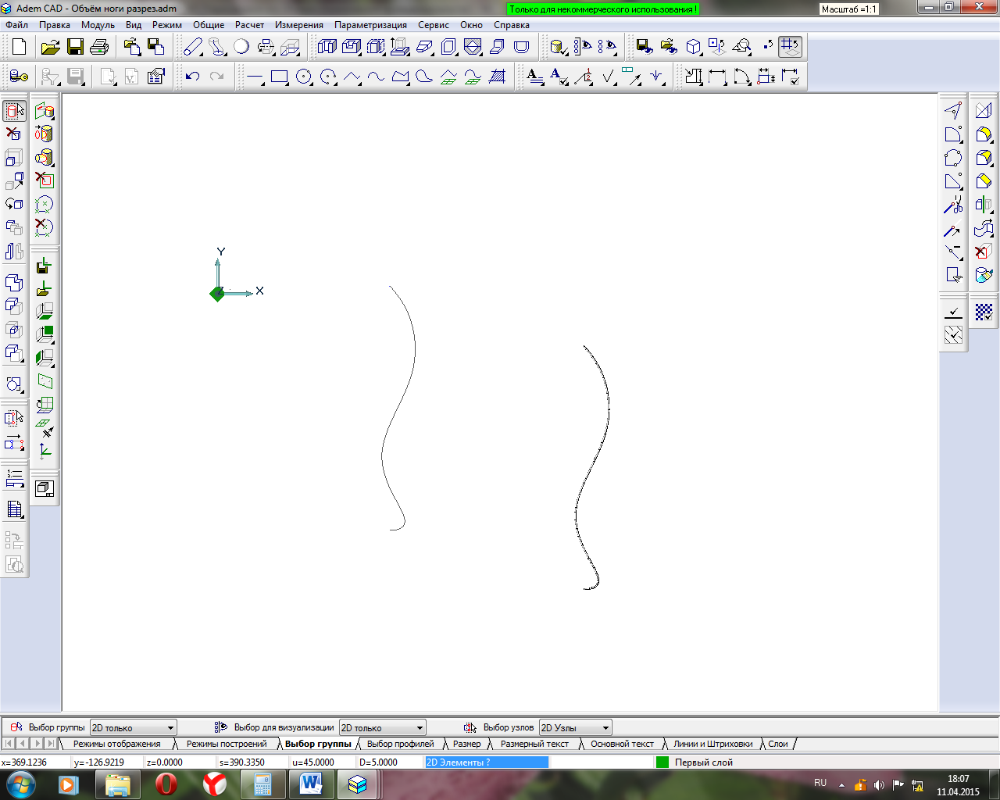 Adem CAD - Объём ноги разрез.adm
Только для некоммерческого использования !
Масштаб =1:1
Файл Правка Модуль Вид Режим Общие Расчет Измерения Параметризация Сервис Окно Справка
Y
X
Выбор группы 2D только Выбор для визуализации 2D только Выбор узлов 2D Узлы
Режимы отображения Режимы построений Выбор группы Выбор профилей Размер Размерный текст Основной текст Линии и Штриховки Слои
x=369.1236 y=-126.9219 z=0.0000 s=390.3350 u=45.0000 D=5.0000 2D Элементы ? Первый слой
RU 18:07
11.04.2015